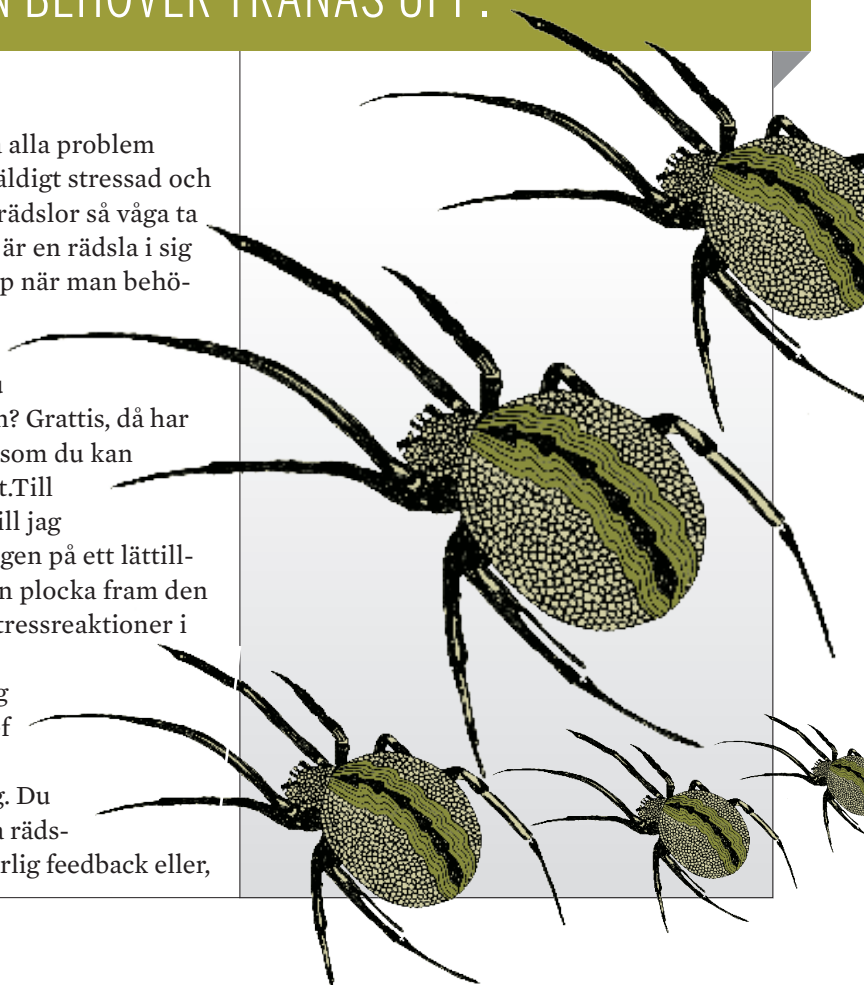 N BEHÖVER TRÄNAS UPP?
alla problem
äldigt stressad och
rädslor så våga ta
är en rädsla i sig
p när man behö-
n? Grattis, då har
som du kan
t.Till
ill jag
gen på ett lättill-
n plocka fram den
tressreaktioner i
g
f
g. Du
räds-
rlig feedback eller,